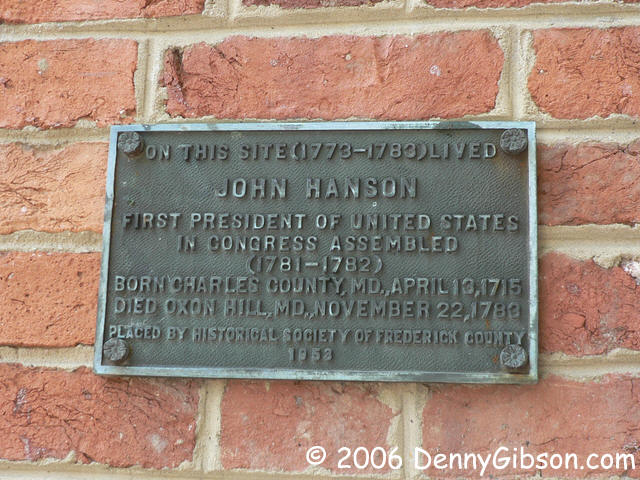 ON THIS SITE (1773-1783) LIVED
JOHN HANSON
FIRST PRESIDENT OF UNITED STATES
IN CONGRESS ASSEMBLED
(1781-1782)
BORN CHARLES COUNTY, MD., APRIL 13, 1715
DIED OXON HILL, MD., NOVEMBER 22, 1783
PLACED BY HISTORICAL SOCIETY OF FREDERICK COUNTY
1953
© 2006 DennyGibson.com